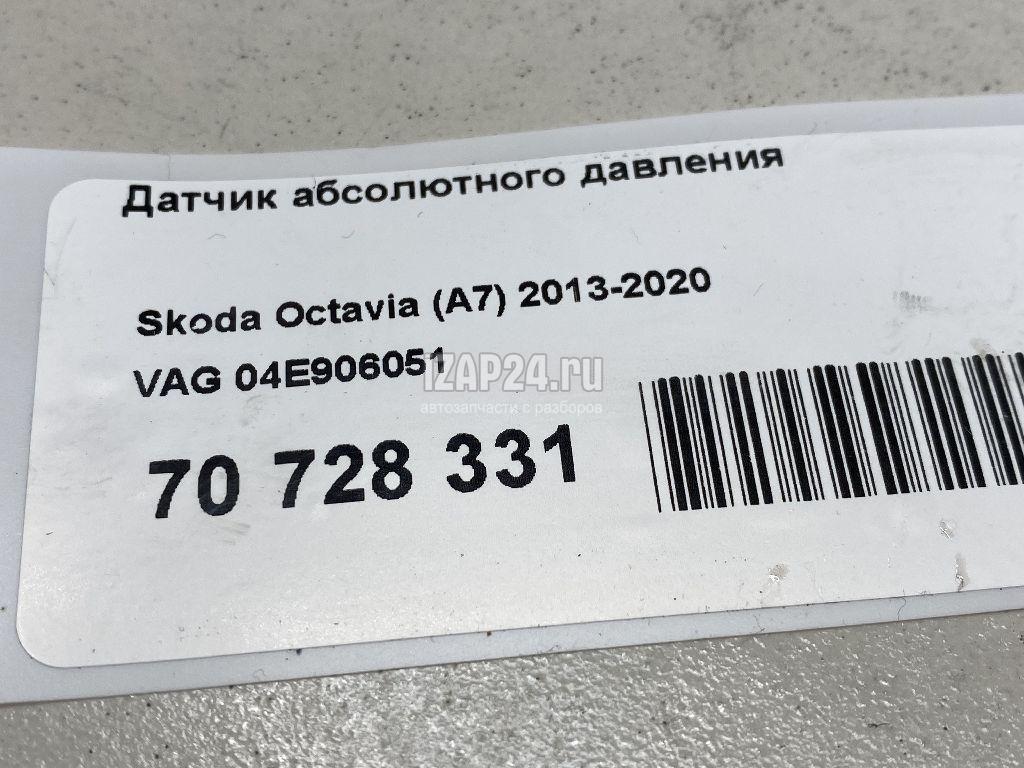 Датчик абсолютного давления
Skoda Octavia (A7) 2013-2020
VAG 04E906051
iZAP24.ru
автозапчасти с разборов
70 728 331